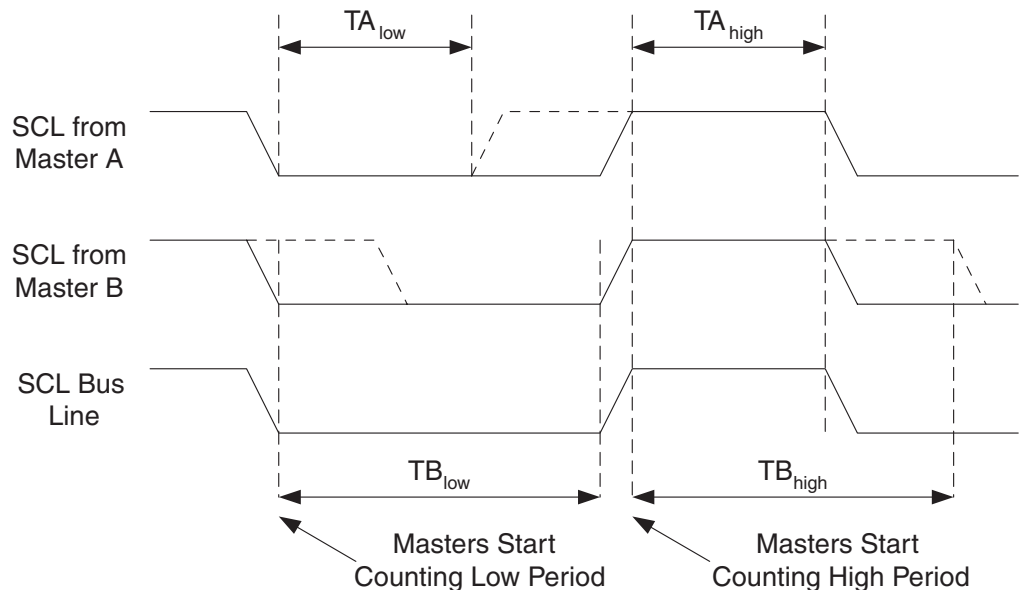 TA low
TA high
SCL from
Master A
SCL from
Master B
SCL Bus
Line
TB low
TB high
Masters Start
Counting Low Period
Masters Start
Counting High Period